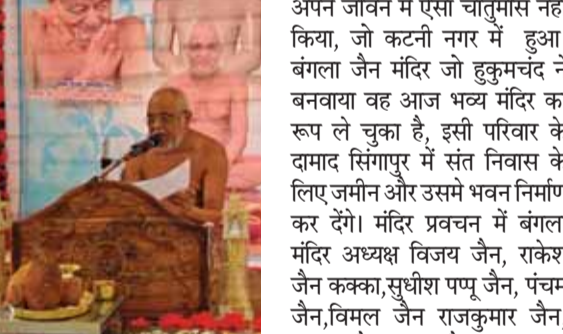 अपने जीवन में ऐसा चातुर्मास नहीं
किया, जो कटनी नगर में हुआ
बंगला जैन मंदिर जो हुकुमचंद ने
बनवाया वह आज भव्य मंदिर का
रूप ले चुका है, इसी परिवार के
दामाद सिंगापुर में संत निवास के
लिए जमीन और उसमे भवन निर्माण
कर देंगे। मंदिर प्रवचन में बंगला
मंदिर अध्यक्ष विजय जैन, राकेश
जैन कक्का,सुधीश पप्पू जैन, पंचम
जैन,विमल जैन राजकुमार जैन,